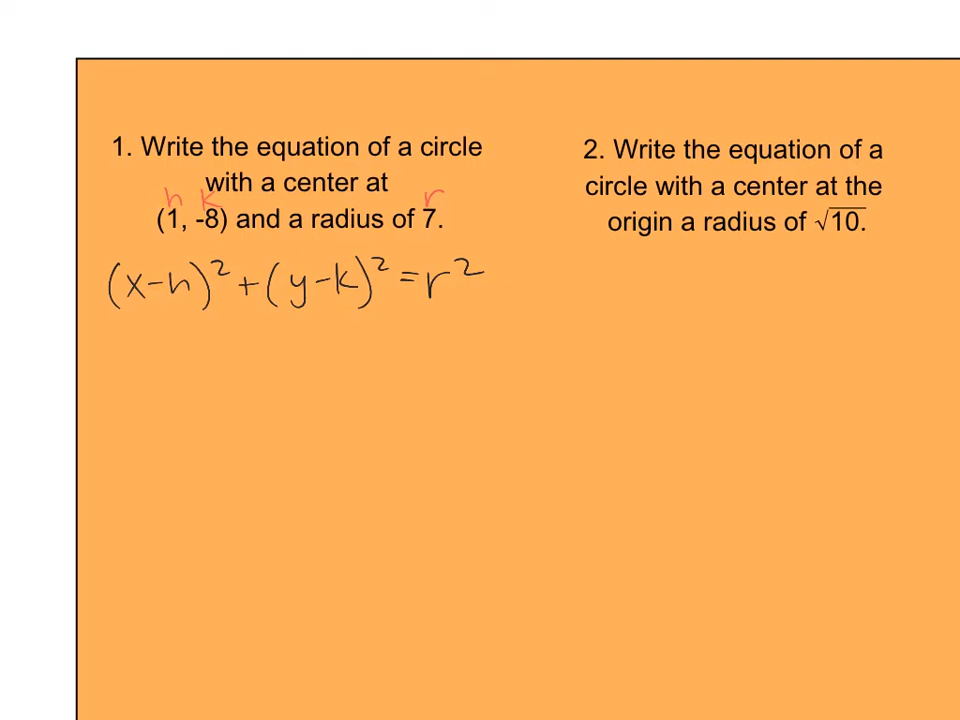 1. Write the equation of a circle
with a center at
h k r
(1, -8) and a radius of 7.
(x-h)² + (y-k)² = r²
2. Write the equation of a
circle with a center at the
origin a radius of √10.